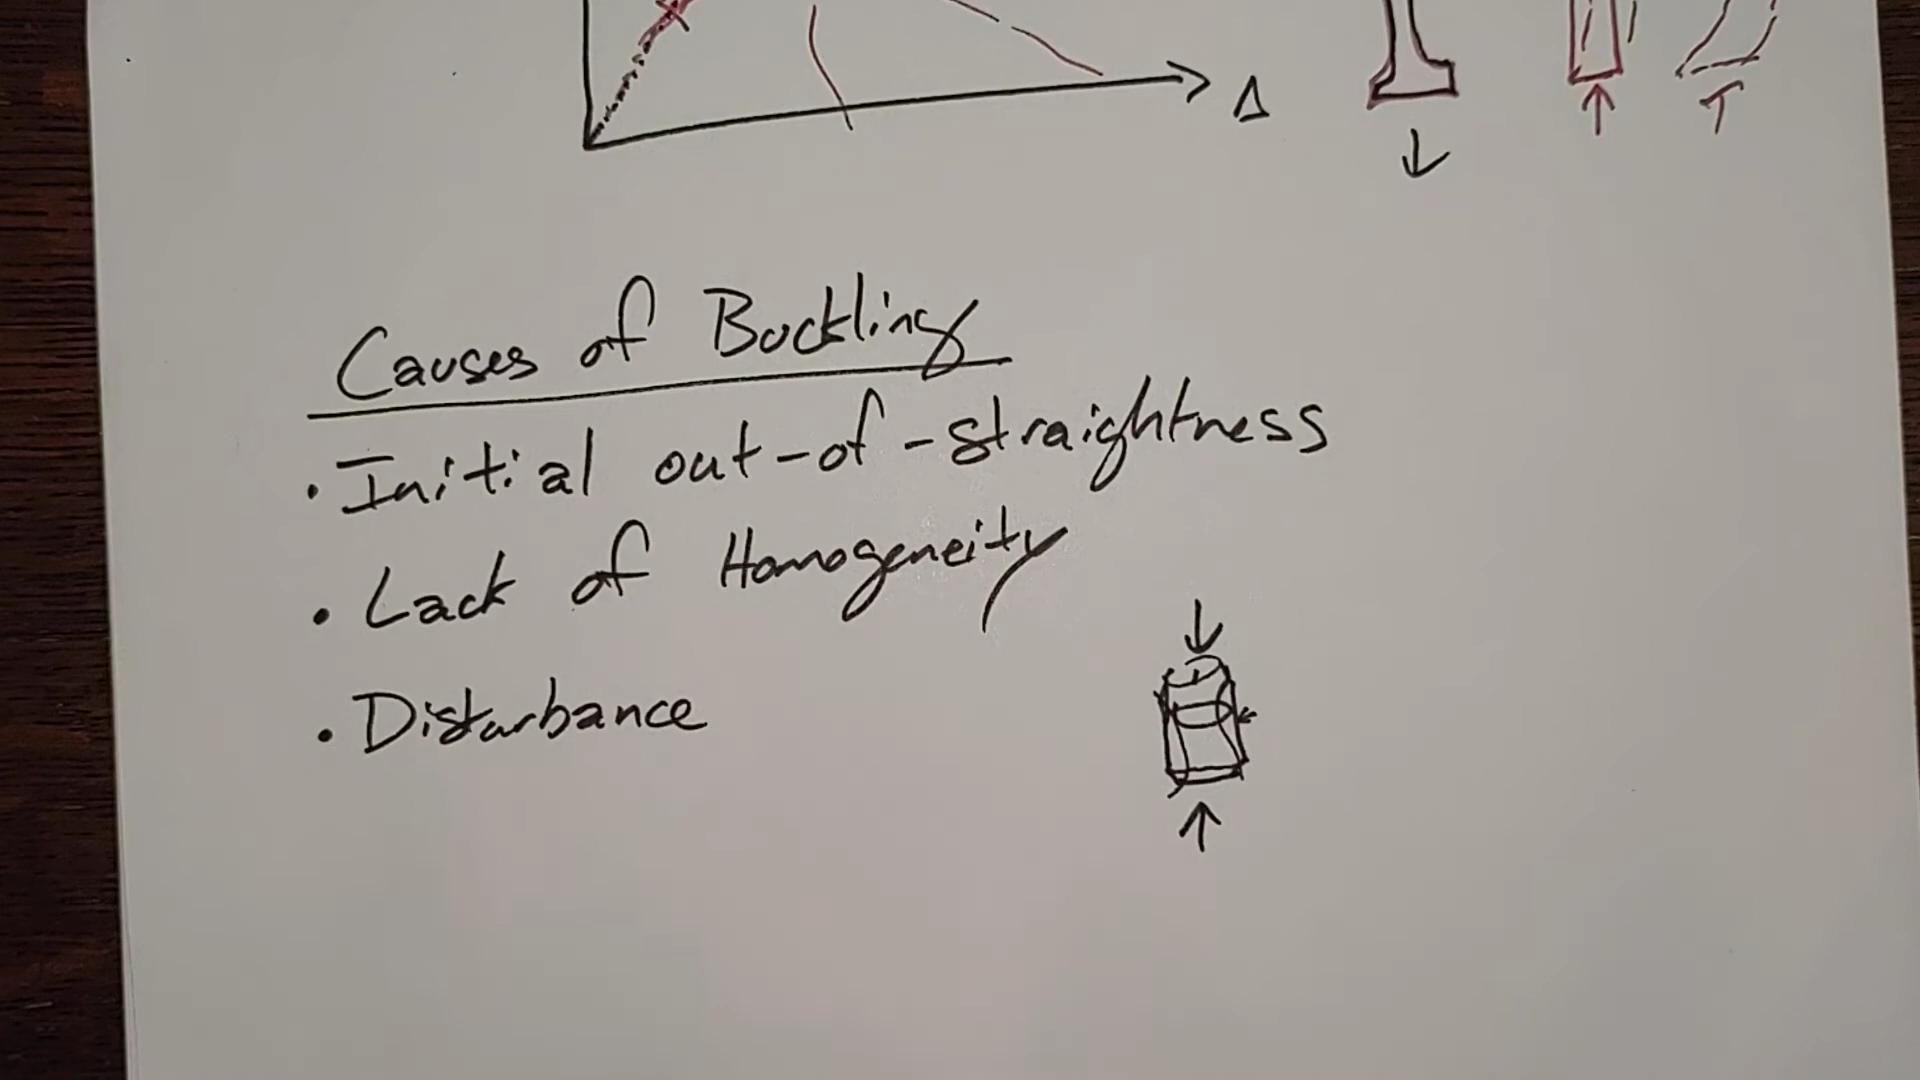 Δ
Causes of Buckling
• Initial out-of-straightness
• Lack of Homogeneity
• Disturbance